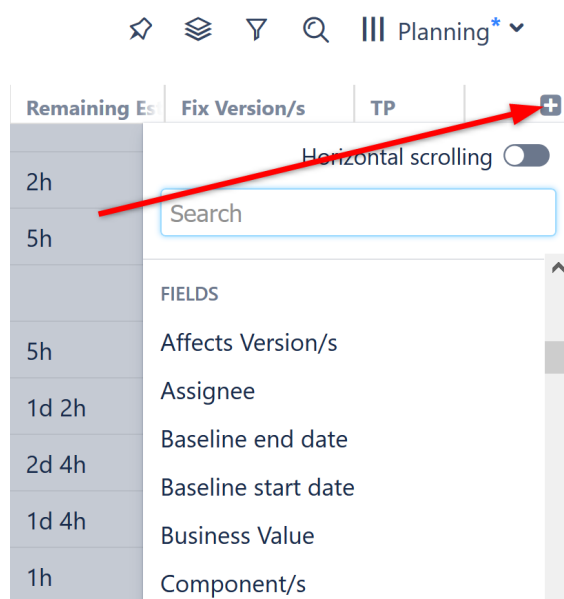 Planning*
Remaining Es Fix Version/s TP
Horizontal scrolling
2h
Search
5h
FIELDS
Affects Version/s
5h
Assignee
1d 2h
Baseline end date
2d 4h
Baseline start date
1d 4h
Business Value
1h
Component/s